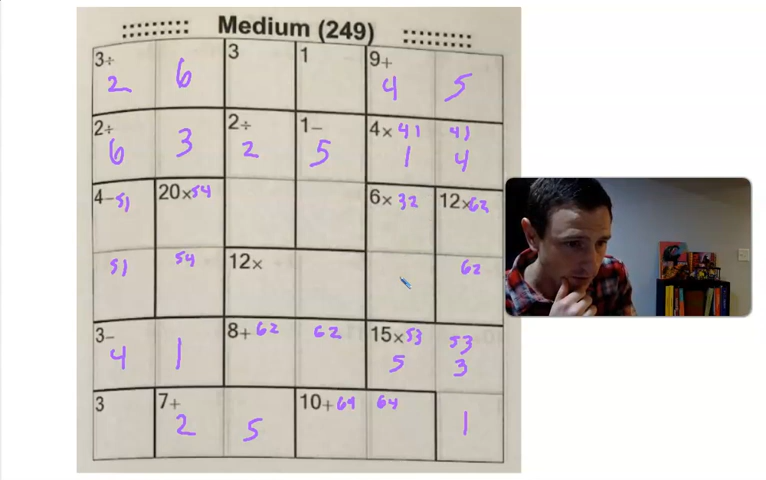 Medium (249)
3÷ 3 1 9+
2 6 4 5
2÷ 2÷ 1− 4× 41 41
6 3 2 5 1 4
4− 51 20× 54 6× 32 12× 62
51 54 12× 62
3− 8+ 62 62 15× 53 53
4 1 5 3
3 7+ 10+ 64 64
2 5 1